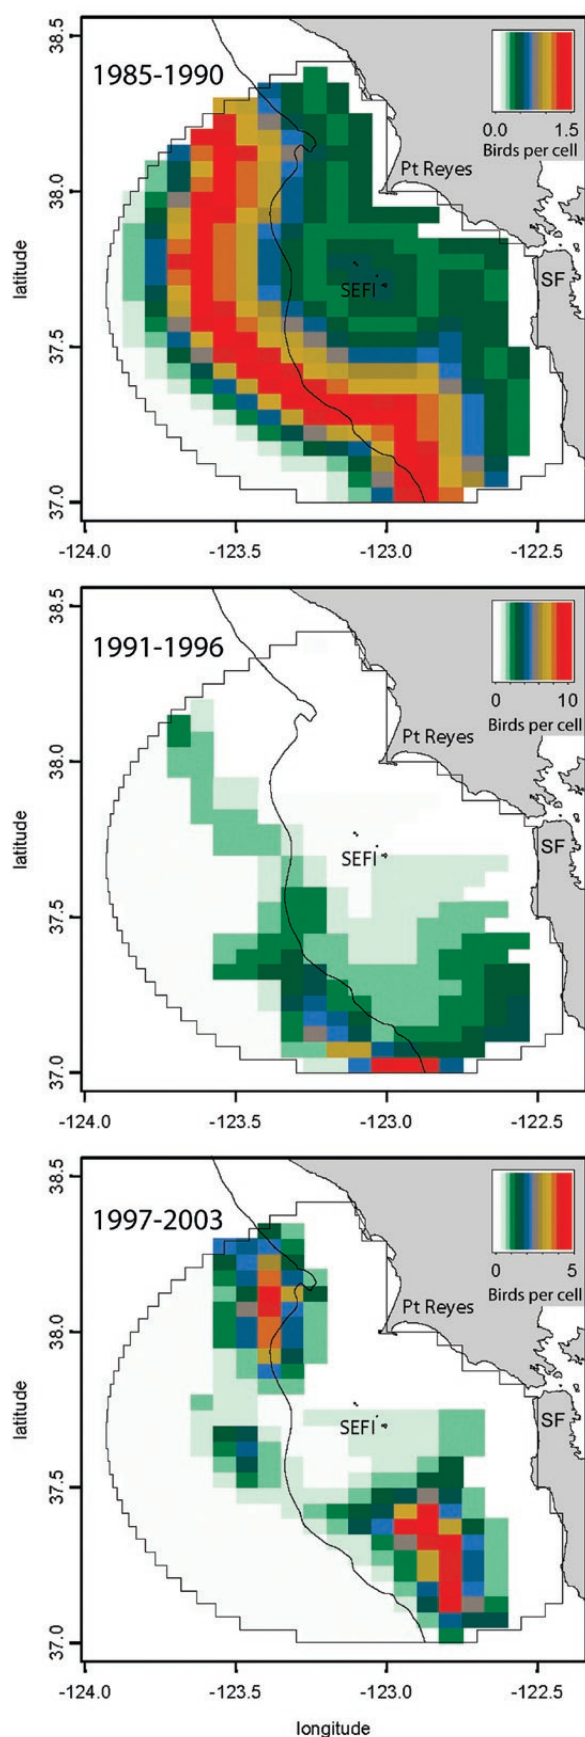 38.5
1985-1990
0.0 1.5
Birds per cell
Pt Reyes
38.0
latitude
SEFI
SF
37.5
37.0
-124.0 -123.5 -123.0 -122.5
38.5
1991-1996
0 10
Birds per cell
Pt Reyes
38.0
latitude
SEFI
SF
37.5
37.0
-124.0 -123.5 -123.0 -122.5
38.5
1997-2003
0 5
Birds per cell
Pt Reyes
38.0
latitude
SEFI
SF
37.5
37.0
-124.0 -123.5 -123.0 -122.5
longitude